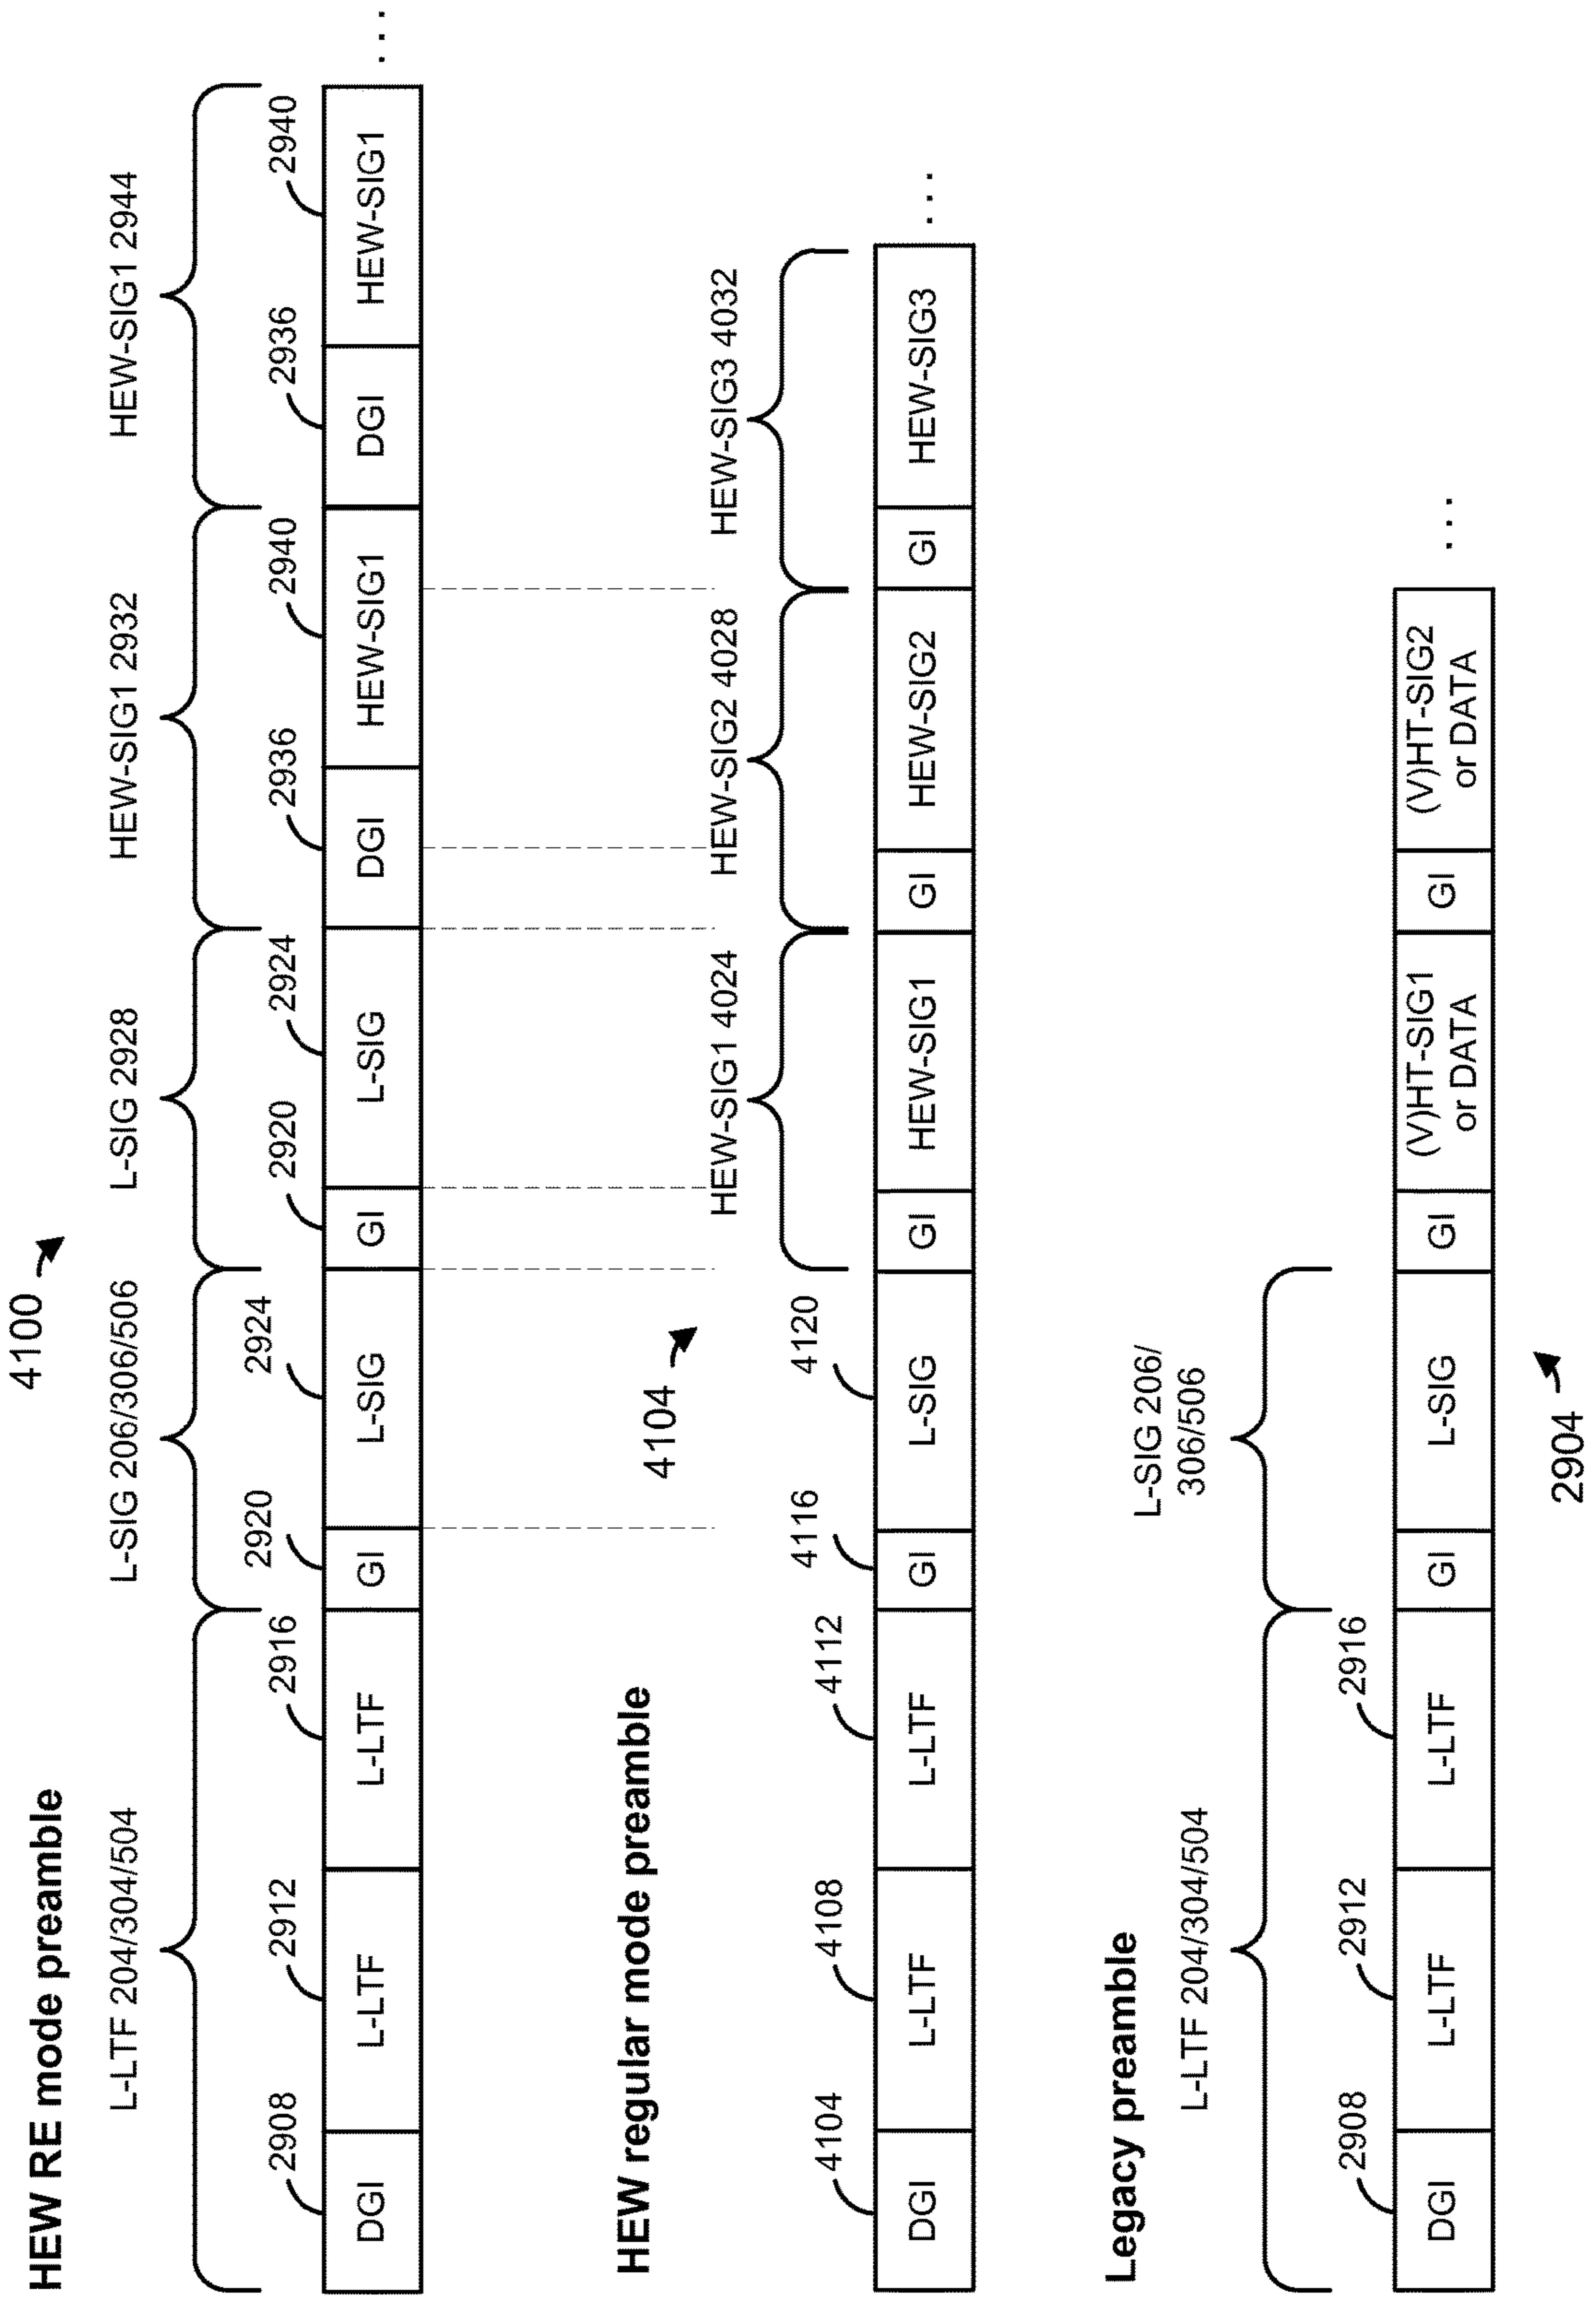 4100
HEW RE mode preamble
L-LTF 204/304/504
L-SIG 206/306/506
L-SIG 2928
HEW-SIG1 2932
HEW-SIG1 2944
2908
2912
2916
2920
2924
2920
2924
2936
2940
2936
2940
DGI
L-LTF
L-LTF
GI
L-SIG
GI
L-SIG
DGI
HEW-SIG1
DGI
HEW-SIG1
...
HEW regular mode preamble
4104
HEW-SIG1 4024
HEW-SIG2 4028
HEW-SIG3 4032
4104
4108
4112
4116
4120
DGI
L-LTF
L-LTF
GI
L-SIG
GI
HEW-SIG1
GI
HEW-SIG2
GI
HEW-SIG3
...
Legacy preamble
L-LTF 204/304/504
L-SIG 206/
306/506
2908
2912
2916
DGI
L-LTF
L-LTF
GI
L-SIG
GI
(V)HT-SIG1
or DATA
GI
(V)HT-SIG2
or DATA
...
2904